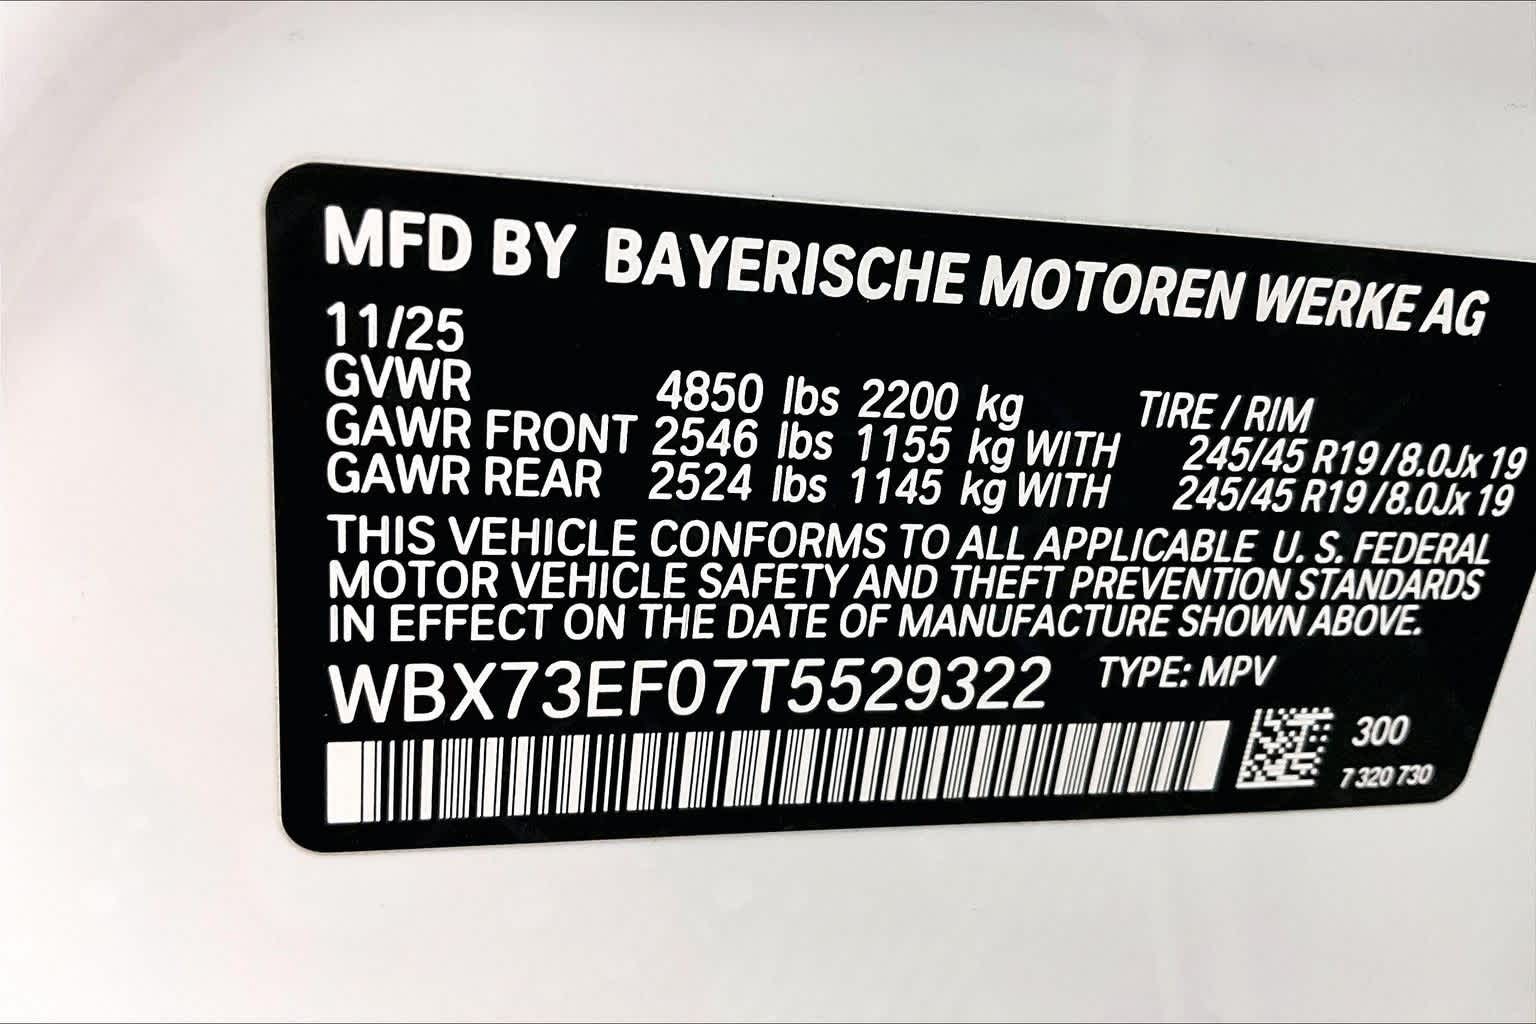 MFD BY BAYERISCHE MOTOREN WERKE AG
11/25
GVWR 4850 lbs 2200 kg TIRE / RIM
GAWR FRONT 2546 lbs 1155 kg WITH 245/45 R19 / 8.0Jx 19
GAWR REAR 2524 lbs 1145 kg WITH 245/45 R19 / 8.0Jx 19
THIS VEHICLE CONFORMS TO ALL APPLICABLE U. S. FEDERAL
MOTOR VEHICLE SAFETY AND THEFT PREVENTION STANDARDS
IN EFFECT ON THE DATE OF MANUFACTURE SHOWN ABOVE.
WBX73EF07T5529322 TYPE: MPV
300
7 320 730